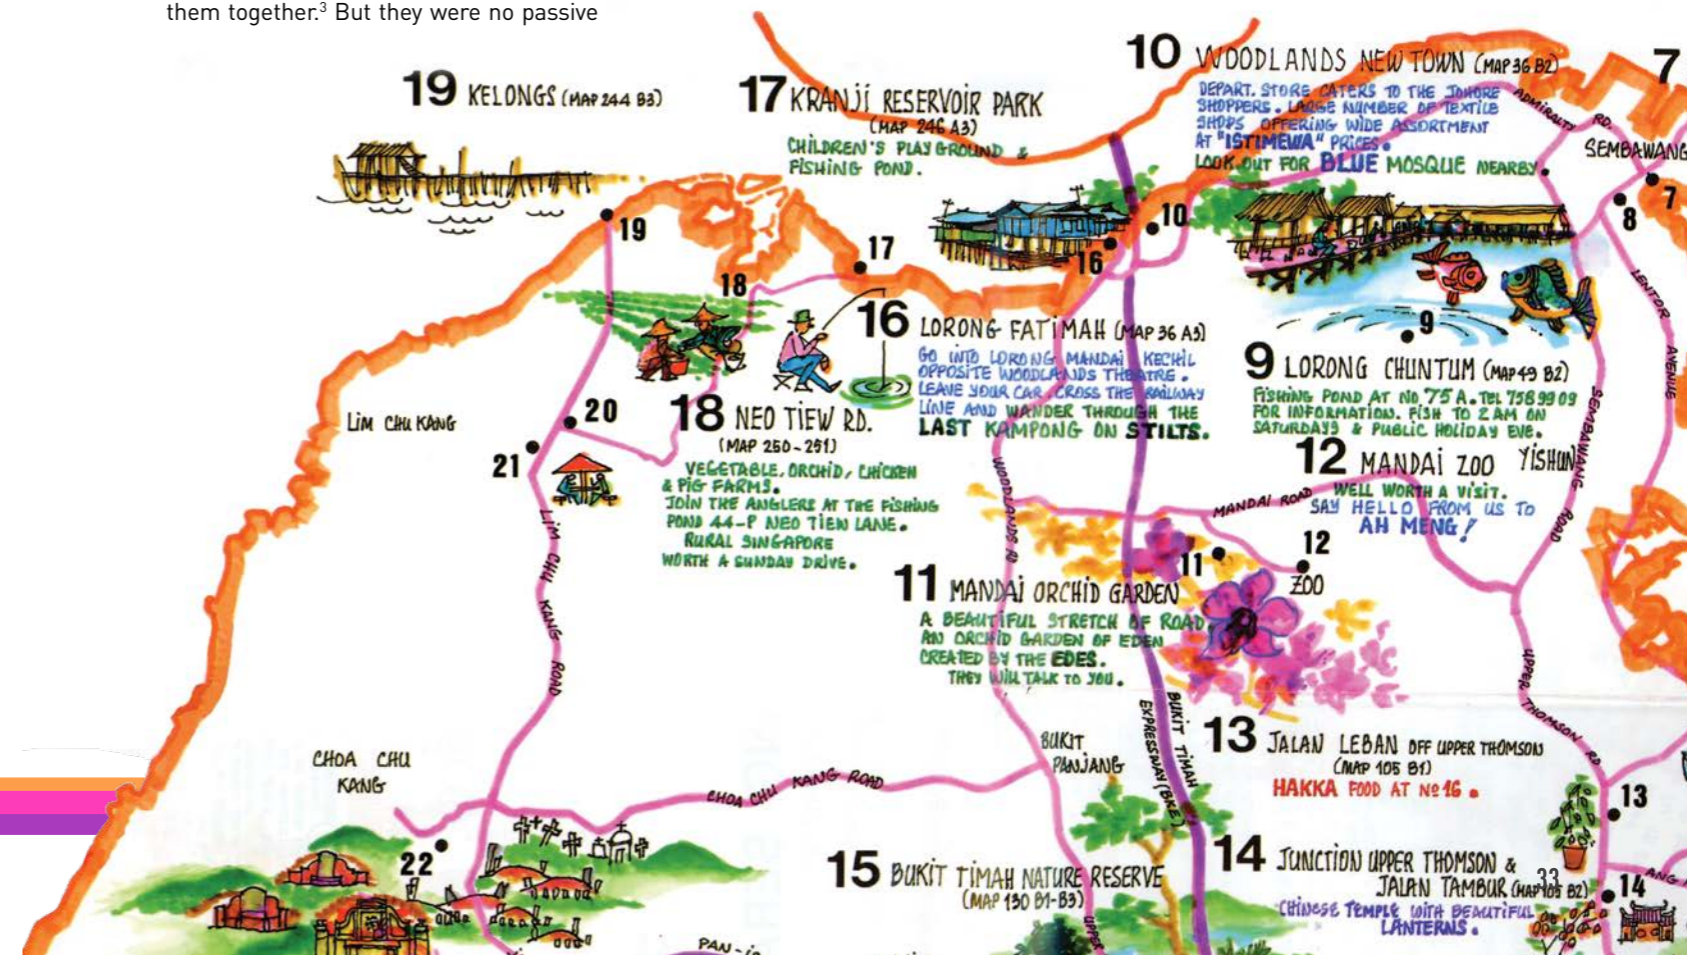 them together.³ But they were no passive
19 KELONGS (MAP 244 B3)
17 KRANJI RESERVOIR PARK
(MAP 246 A3)
CHILDREN'S PLAYGROUND &
FISHING POND.
10 WOODLANDS NEW TOWN (MAP 36 B2)
DEPART. STORE CATERS TO THE JOHORE
SHOPPERS. LARGE NUMBER OF TEXTILE
SHOPS OFFERING WIDE ASSORTMENT
AT "ISTIMEWA" PRICES.
LOOK OUT FOR BLUE MOSQUE NEARBY.
7
ADMIRALTY RD.
SEMBAWANG
7
8
19
17
18
10
16
9
LENTOR AVENUE
16 LORONG FATIMAH (MAP 36 A3)
GO INTO LORONG MANDAI KECHIL
OPPOSITE WOODLANDS THEATRE.
LEAVE YOUR CAR, CROSS THE RAILWAY
LINE AND WANDER THROUGH THE
LAST KAMPONG ON STILTS.
9 LORONG CHUNTUM (MAP 49 B2)
FISHING POND AT NO. 75 A. TEL 7589909
FOR INFORMATION. FISH TO 2 AM ON
SATURDAYS & PUBLIC HOLIDAY EVE.
LIM CHU KANG
20
21
18 NEO TIEW RD.
(MAP 250-251)
VEGETABLE, ORCHID, CHICKEN
& PIG FARMS.
JOIN THE ANGLERS AT THE FISHING
POND 44-P NEO TIEW LANE.
RURAL SINGAPORE
WORTH A SUNDAY DRIVE.
12 MANDAI ZOO
WELL WORTH A VISIT.
SAY HELLO FROM US TO
AH MENG!
YISHUN
SEMBAWANG ROAD
MANDAI ROAD
WOODLANDS RD
LIM CHU KANG ROAD
11
12
ZOO
11 MANDAI ORCHID GARDEN
A BEAUTIFUL STRETCH OF ROAD
AN ORCHID GARDEN OF EDEN
CREATED BY THE EDES.
THEY WILL TALK TO YOU.
UPPER THOMSON RD
BUKIT TIMAH
EXPRESSWAY (BKE)
13 JALAN LEBAN OFF UPPER THOMSON
(MAP 105 B1)
HAKKA FOOD AT No 16.
13
BUKIT
PANJANG
CHOA CHU
KANG
CHOA CHU KANG ROAD
22
15 BUKIT TIMAH NATURE RESERVE
(MAP 130 B1-B3)
14 JUNCTION UPPER THOMSON &
JALAN TAMBUR (MAP 105 B2)
CHINESE TEMPLE WITH BEAUTIFUL
LANTERNS.
33
14
ANG
UPPER
PAN-